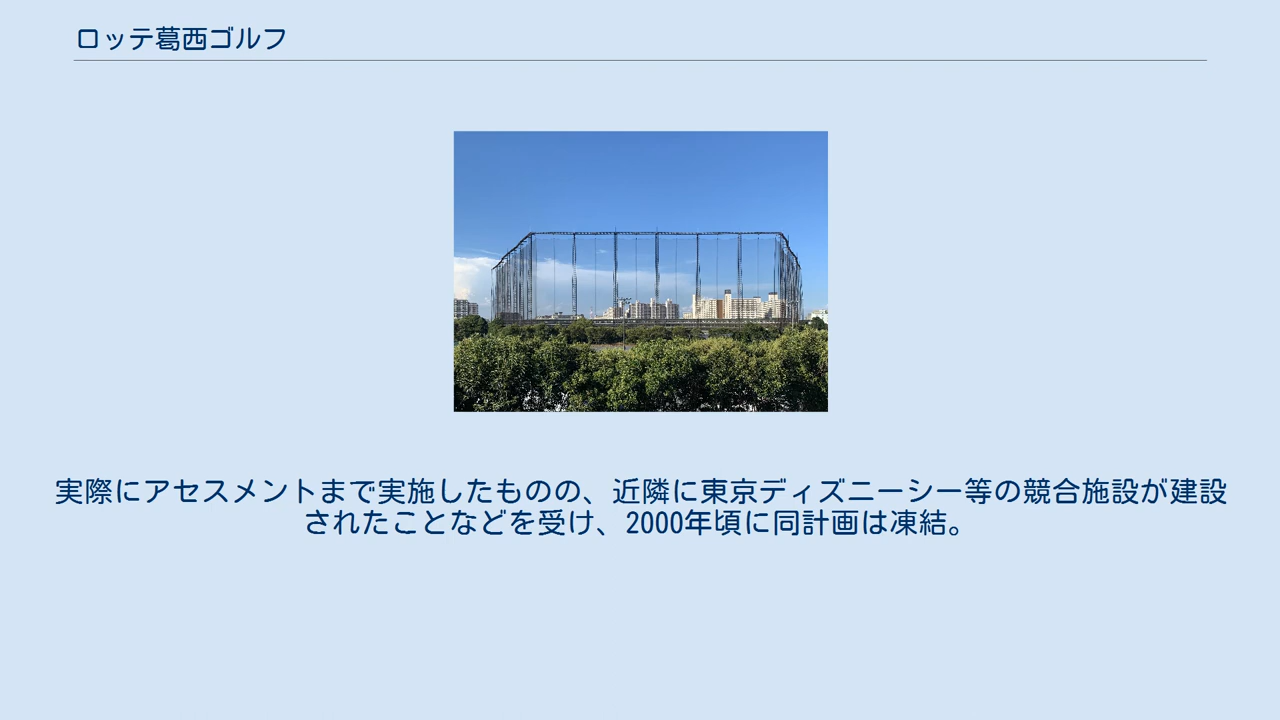 ロッテ葛西ゴルフ
実際にアセスメントまで実施したものの、近隣に東京ディズニーシー等の競合施設が建設
されたことなどを受け、2000年頃に同計画は凍結。